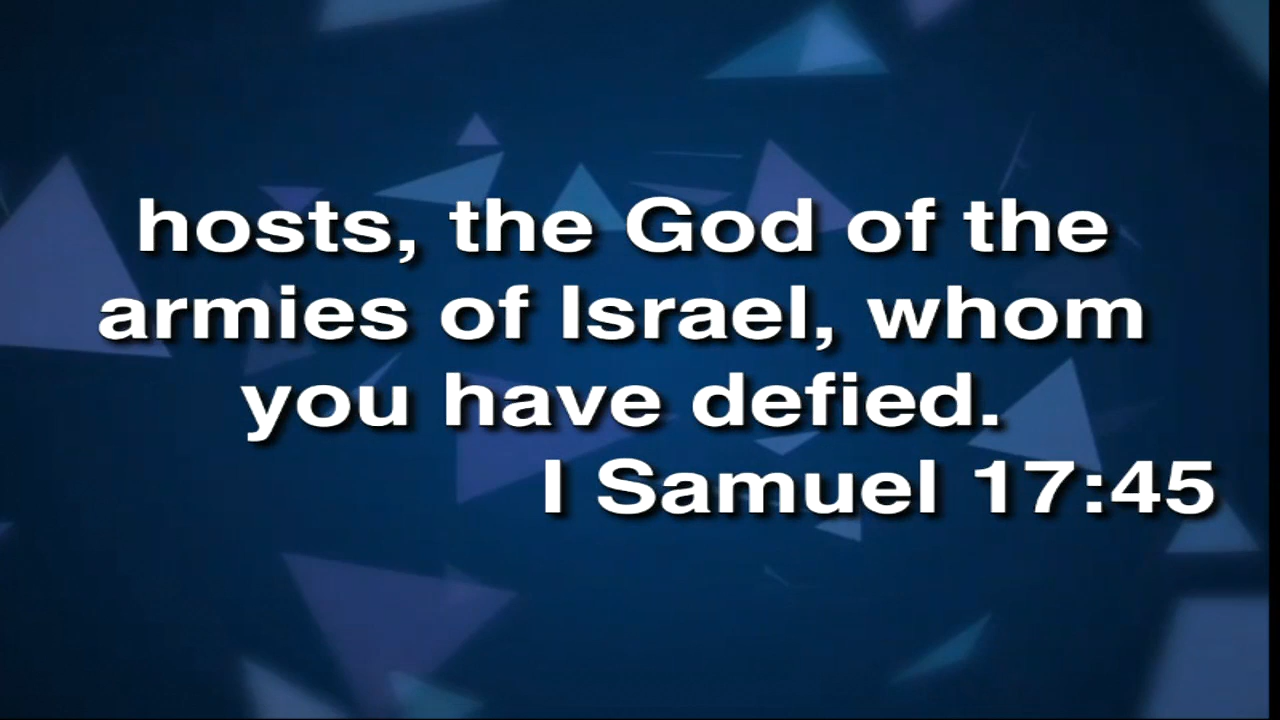 hosts, the God of the
armies of Israel, whom
you have defied.
I Samuel 17:45